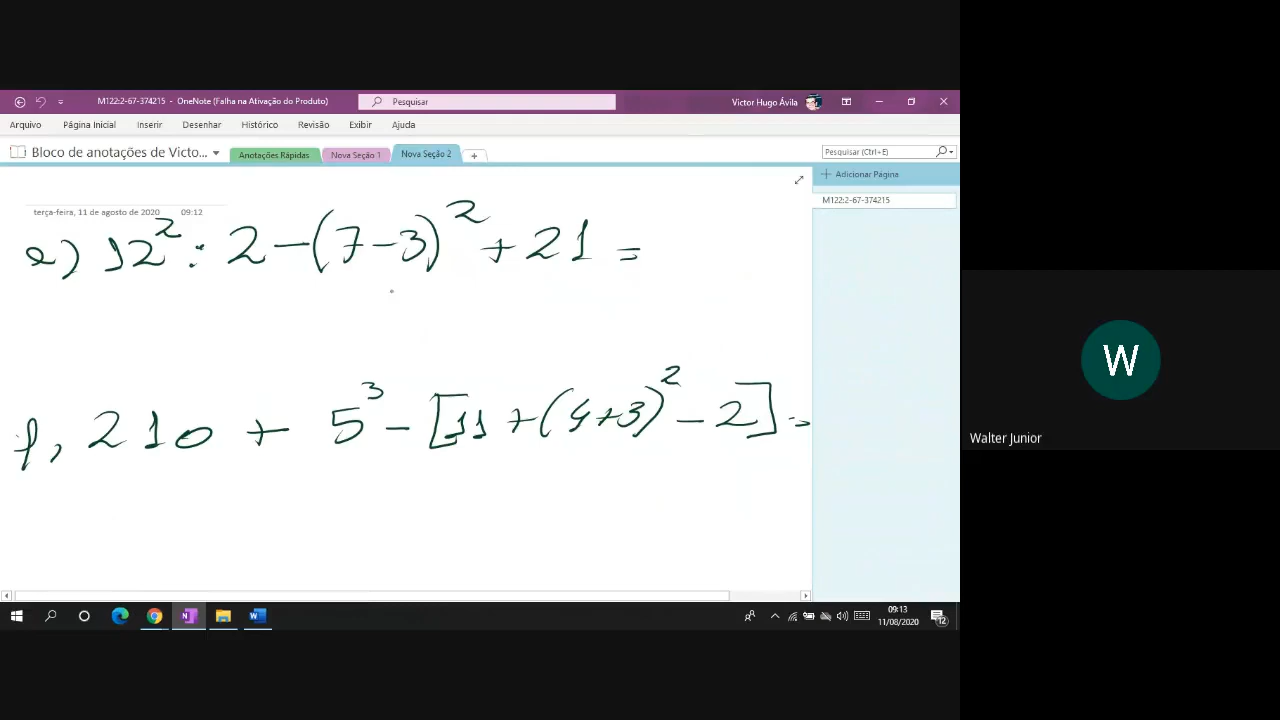 M122:2-67-374215 - OneNote (Falha na Ativação do Produto)
Pesquisar
Victor Hugo Ávila
Arquivo Página Inicial Inserir Desenhar Histórico Revisão Exibir Ajuda
Bloco de anotações de Victo...
Anotações Rápidas
Nova Seção 1
Nova Seção 2
+
Pesquisar (Ctrl+E)
Adicionar Página
M122:2-67-374215
terça-feira, 11 de agosto de 2020 09:12
e) 12² : 2 - (7 - 3)² + 21 =
f, 210 + 5³ - [11 + (4+3)² - 2] =
W
Walter Junior
09:13
11/08/2020
12